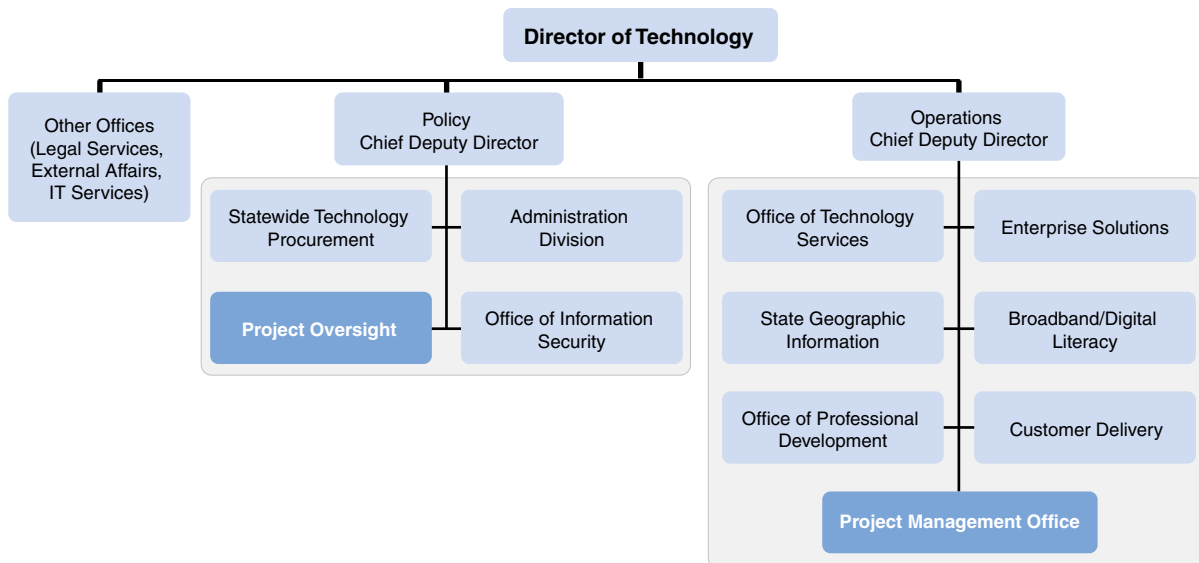 Director of Technology
Other Offices
(Legal Services,
External Affairs,
IT Services)
Policy
Chief Deputy Director
Operations
Chief Deputy Director
Statewide Technology
Procurement
Administration
Division
Project Oversight
Office of Information
Security
Office of Technology
Services
Enterprise Solutions
State Geographic
Information
Broadband/Digital
Literacy
Office of Professional
Development
Customer Delivery
Project Management Office